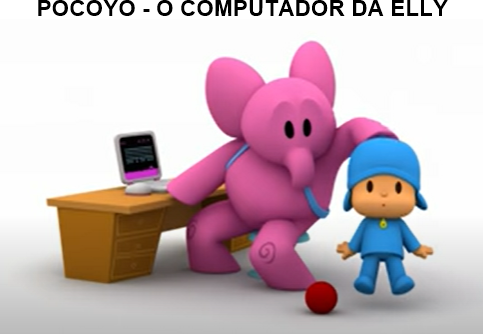 POCOYO - O COMPUTADOR DA ELLY